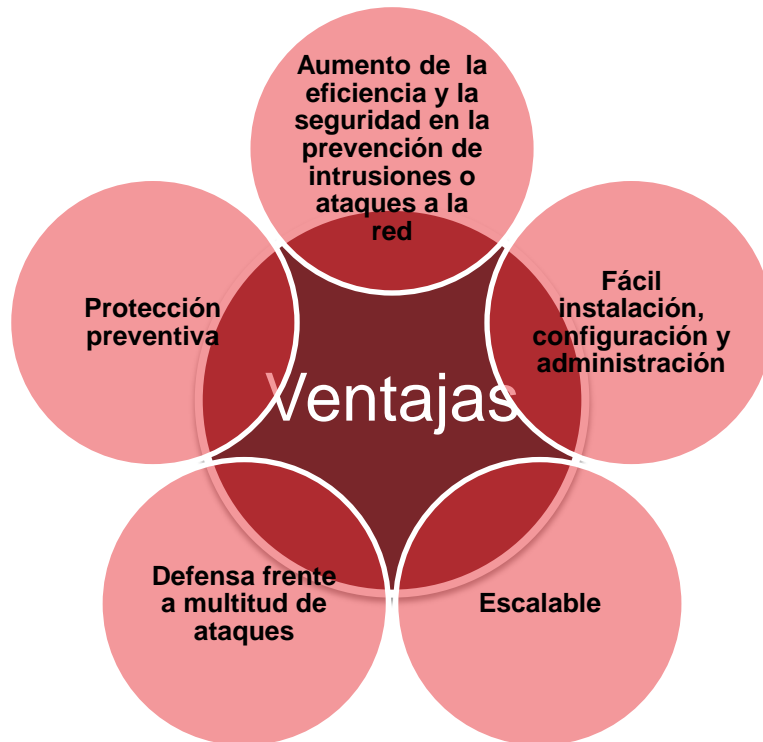 Aumento de la
eficiencia y la
seguridad en la
prevención de
intrusiones o
ataques a la
red
Fácil
instalación,
configuración y
administración
Escalable
Defensa frente
a multitud de
ataques
Protección
preventiva
Ventajas